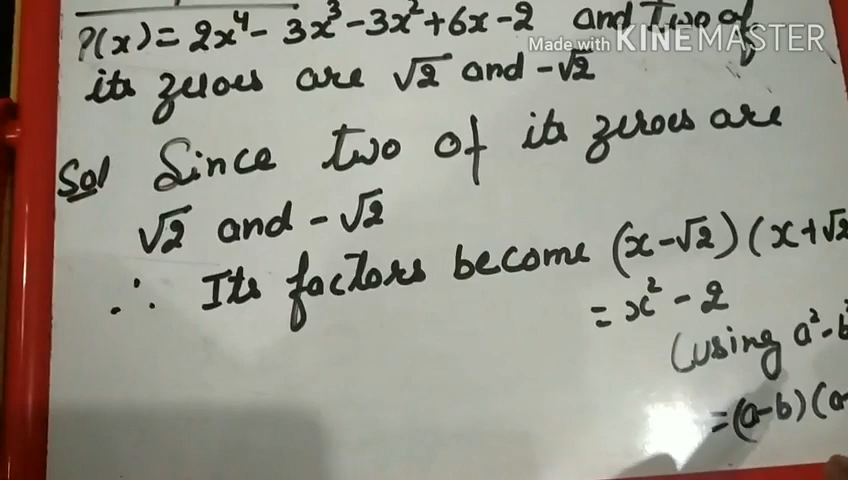 P(x) = 2x⁴ - 3x³ - 3x² + 6x - 2 and Two of
Made with KINEMASTER
its zeroes are √2 and -√2
Sol Since two of its zeroes are
√2 and - √2
∴ Its factors become (x-√2) (x+√2
= x² - 2
(using a² - b²
= (a-b) (a